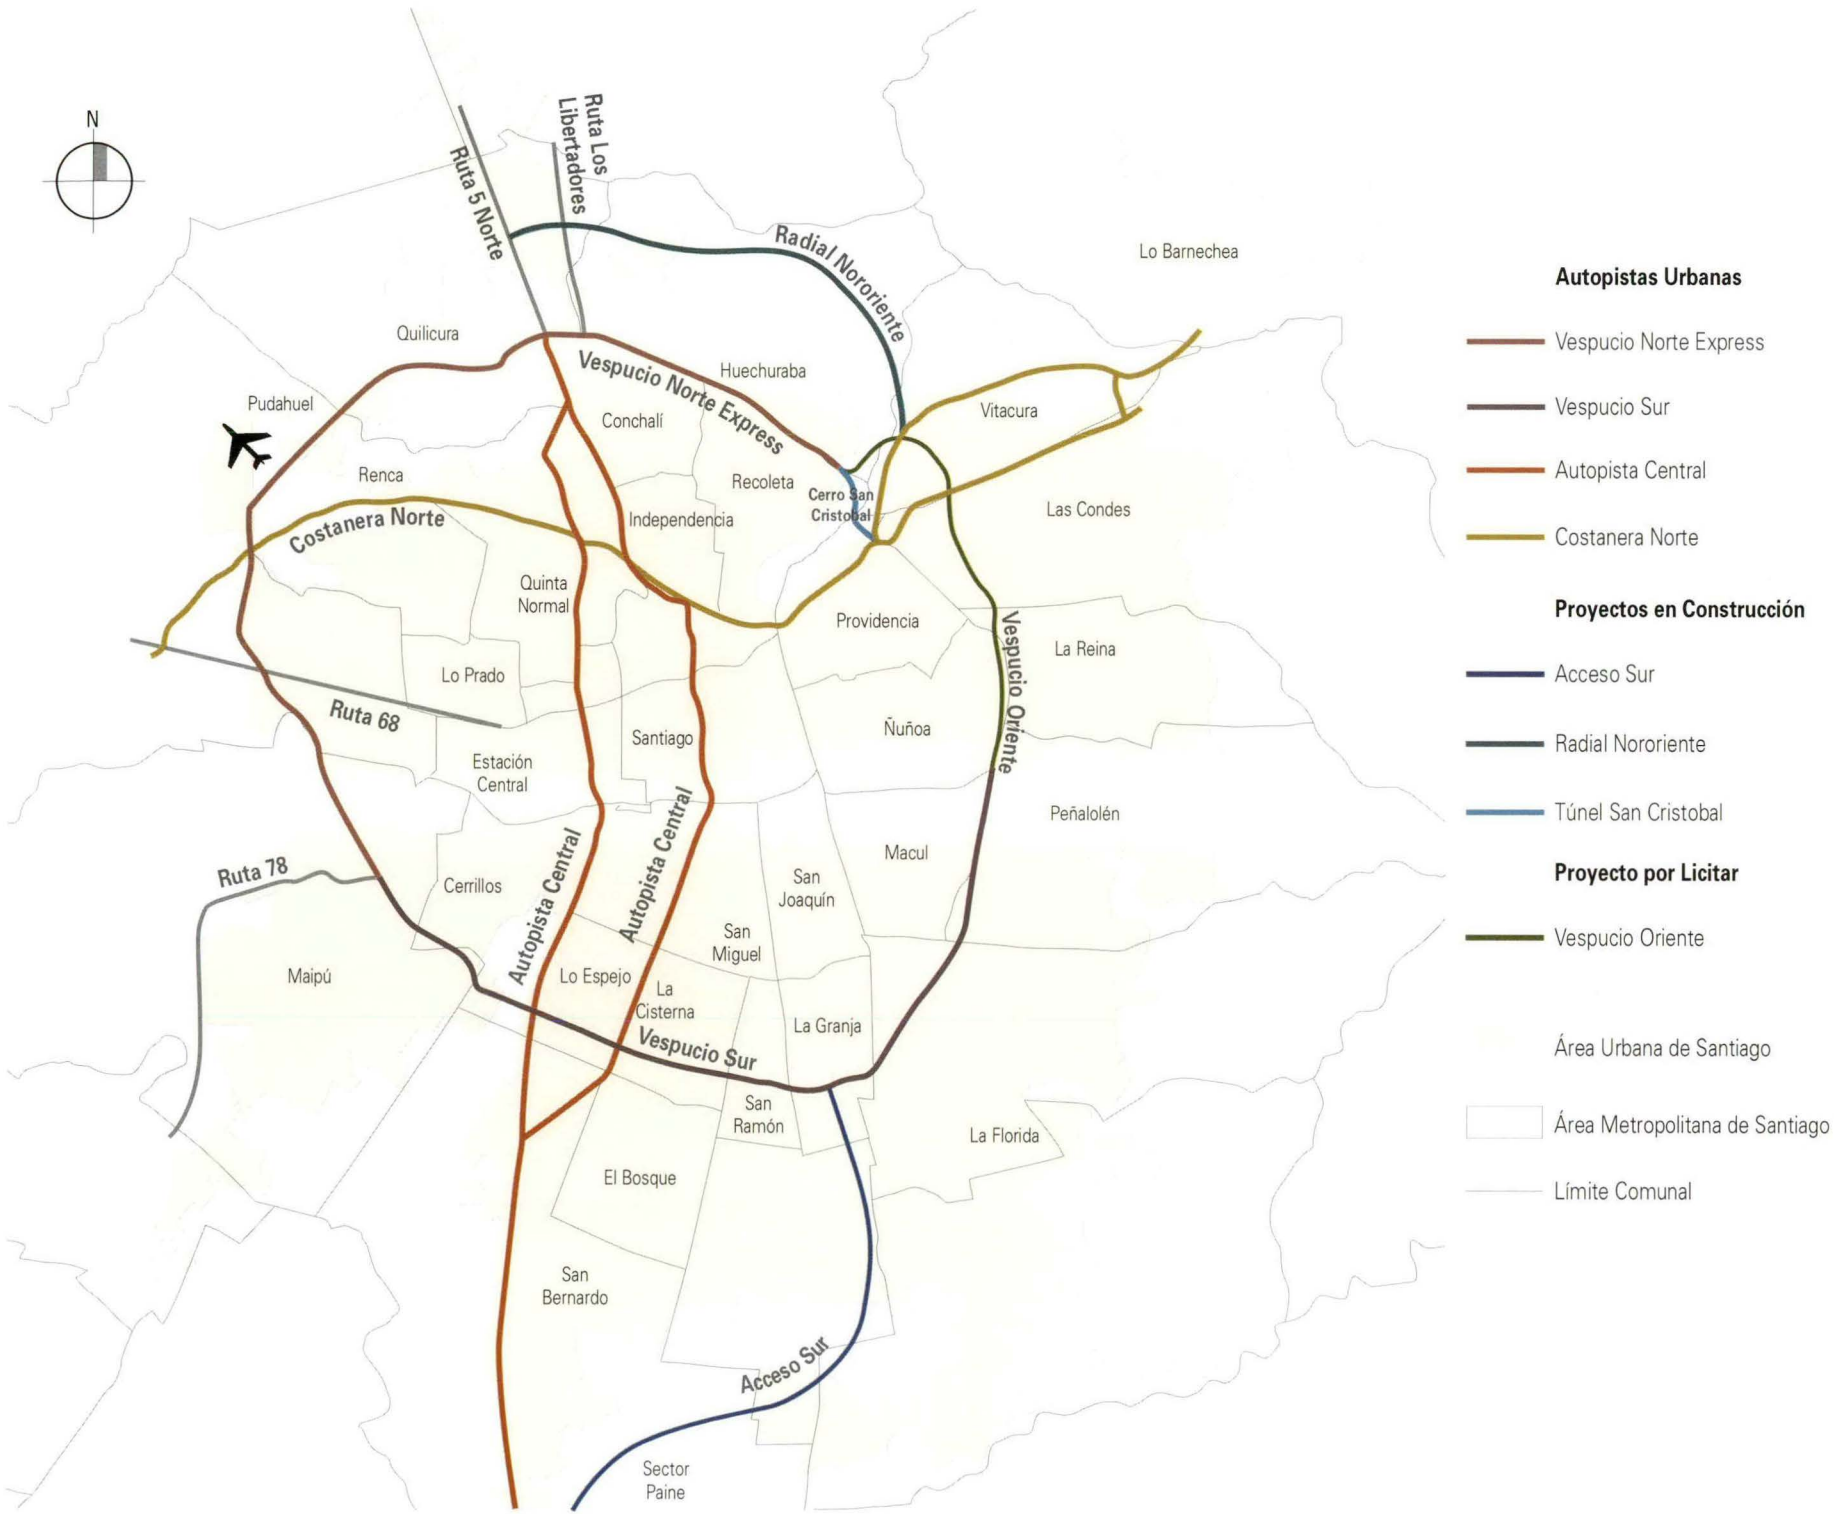 N
Ruta 5 Norte
Ruta Los
Libertadores
Radial Nororiente
Lo Barnechea
Quilicura
Vespucio Norte Express
Huechuraba
Pudahuel
Conchalí
Vitacura
Renca
Recoleta
Cerro San
Cristobal
Costanera Norte
Independencia
Las Condes
Quinta
Normal
Providencia
Vespucio Oriente
La Reina
Lo Prado
Ruta 68
Santiago
Ñuñoa
Estación
Central
Peñalolén
Autopista Central
Autopista Central
Macul
Ruta 78
Cerrillos
San
Joaquín
San
Miguel
Maipú
Lo Espejo
La
Cisterna
La Granja
Vespucio Sur
San
Ramón
La Florida
El Bosque
San
Bernardo
Acceso Sur
Sector
Paine
Autopistas Urbanas
Vespucio Norte Express
Vespucio Sur
Autopista Central
Costanera Norte
Proyectos en Construcción
Acceso Sur
Radial Nororiente
Túnel San Cristobal
Proyecto por Licitar
Vespucio Oriente
Área Urbana de Santiago
Área Metropolitana de Santiago
Límite Comunal